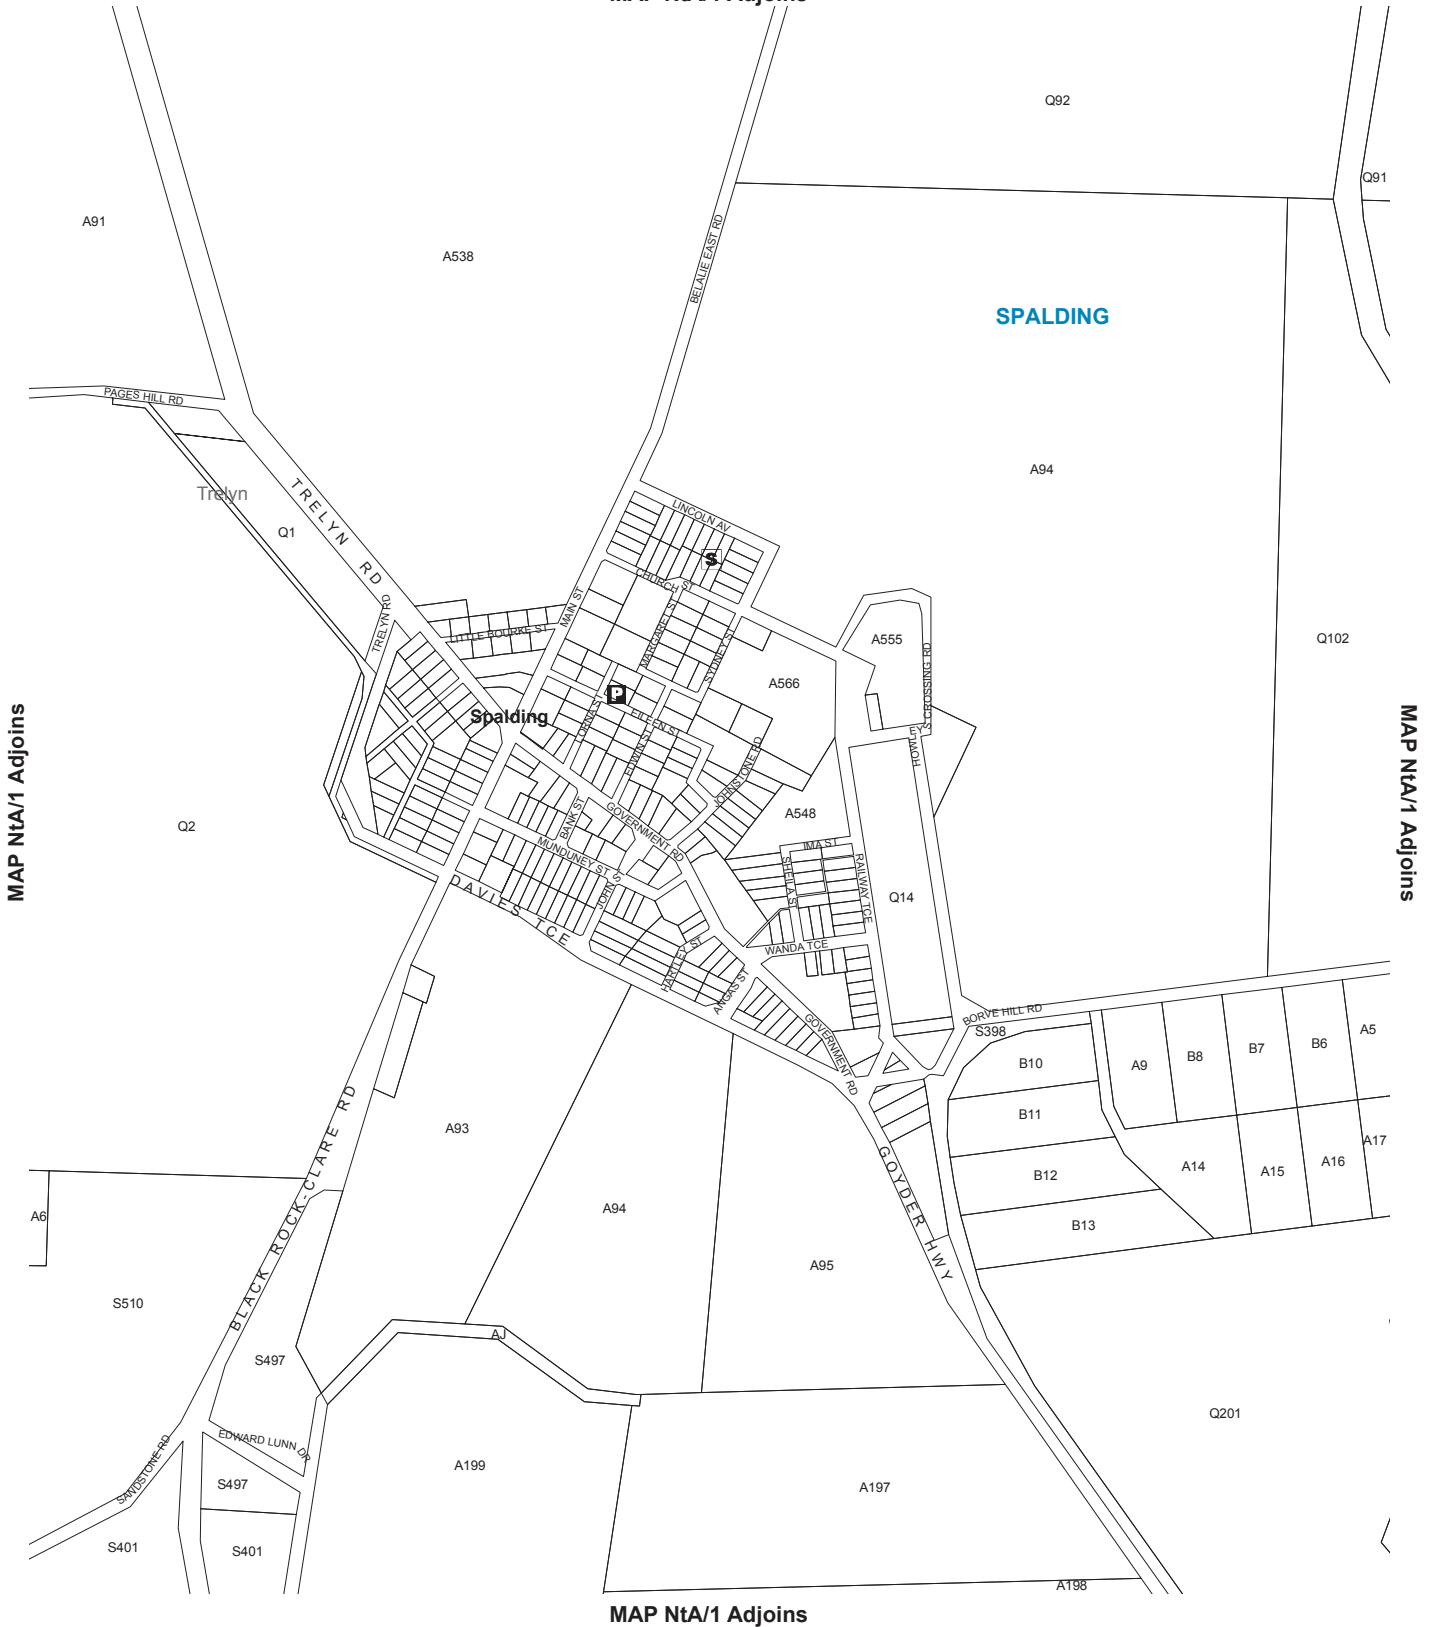 MAP NtA/1 Adjoins
Q92
Q91
A91
A538
BELALIE EAST RD
SPALDING
PAGES HILL RD
Trelyn
Q1
TRELYN RD
A94
LINCOLN AV
S
CHURCH ST
MAIN ST
TRELYN RD
LITTLE BOURKE ST
MARGARET ST
SYDNEY ST
A555
S CROSSING RD
Q102
A566
P
Spalding
LORNA ST
EILEEN ST
EDWIN ST
HOWLEY
JOHNSTONE RD
MAP NtA/1 Adjoins
MAP NtA/1 Adjoins
Q2
BANK ST
GOVERNMENT RD
A548
MUNDUNEY ST
IMA ST
SHEILA S
RAILWAY TCE
Q14
DAVIES TCE
JOHN S
WANDA TCE
HARTLEY ST
ANGAS ST
GOVERNMENT RD
BORVE HILL RD
S398
B10
A9
B8
B7
B6
A5
B11
A93
BLACK ROCK-CLARE RD
GOYDER HWY
B12
A14
A15
A16
A17
A6
A94
B13
A95
S510
AJ
S497
Q201
EDWARD LUNN DR
SANDSTONE RD
A199
S497
A197
S401
S401
A198
MAP NtA/1 Adjoins